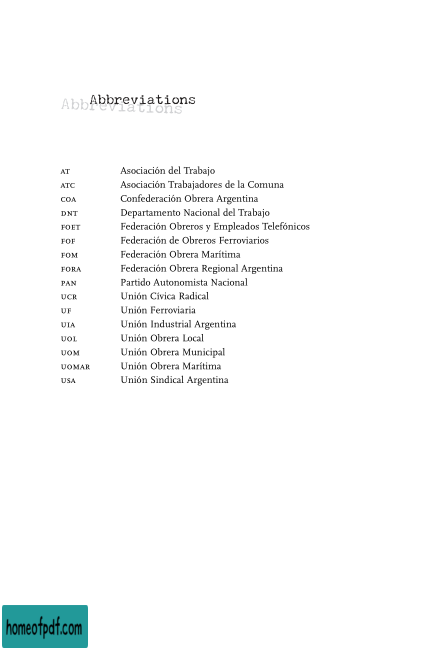 Abbreviations
AT Asociación del Trabajo
ATC Asociación Trabajadores de la Comuna
COA Confederación Obrera Argentina
DNT Departamento Nacional del Trabajo
FOET Federación Obreros y Empleados Telefónicos
FOF Federación de Obreros Ferroviarios
FOM Federación Obrera Marítima
FORA Federación Obrera Regional Argentina
PAN Partido Autonomista Nacional
UCR Unión Cívica Radical
UF Unión Ferroviaria
UIA Unión Industrial Argentina
UOL Unión Obrera Local
UOM Unión Obrera Municipal
UOMAR Unión Obrera Marítima
USA Unión Sindical Argentina
homeofpdf.com